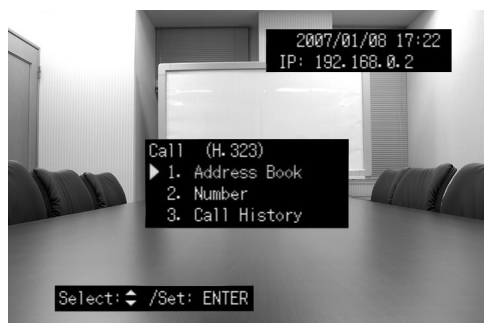 2007/01/08 17:22
IP: 192.168.0.2
Call (H.323)
▶ 1. Address Book
2. Number
3. Call History
Select:⬍ /Set: ENTER